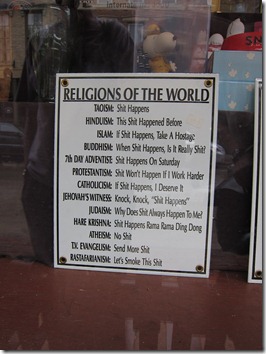 RELIGIONS OF THE WORLD
TAOISM: Shit Happens
HINDUISM: This Shit Happened Before
ISLAM: If Shit Happens, Take A Hostage
BUDDHISM: When Shit Happens, Is It Really Shit?
7th DAY ADVENTIST: Shit Happens On Saturday
PROTESTANTISM: Shit Won't Happen If I Work Harder
CATHOLICISM: If Shit Happens, I Deserve It
JEHOVAH'S WITNESS: Knock, Knock, "Shit Happens"
JUDAISM: Why Does Shit Always Happen To Me?
HARE KRISHNA: Shit Happens Rama Rama Ding Dong
ATHEISM: No Shit
T.V. EVANGELISM: Send More Shit
RASTAFARIANISM: Let's Smoke This Shit